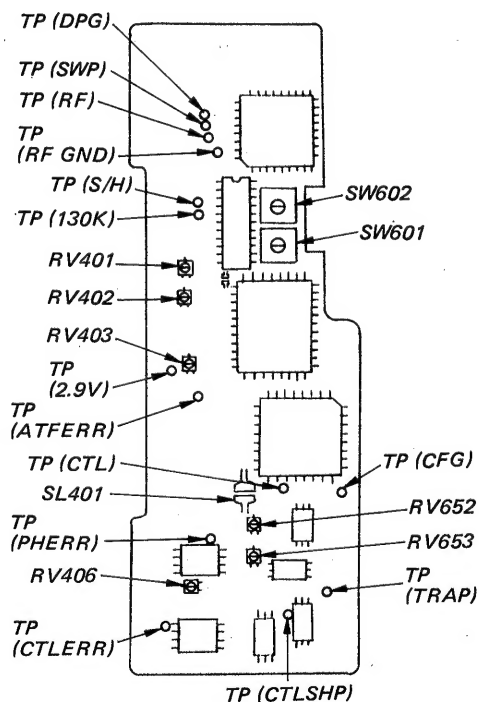 TP (DPG)
TP (SWP)
TP (RF)
TP
(RF GND)
TP (S/H)
TP (130K)
SW602
SW601
RV401
RV402
RV403
TP
(2.9V)
TP
(ATFERR)
TP (CTL)
TP (CFG)
SL401
RV652
TP
(PHERR)
RV653
RV406
TP
(TRAP)
TP
(CTLERR)
TP (CTLSHP)